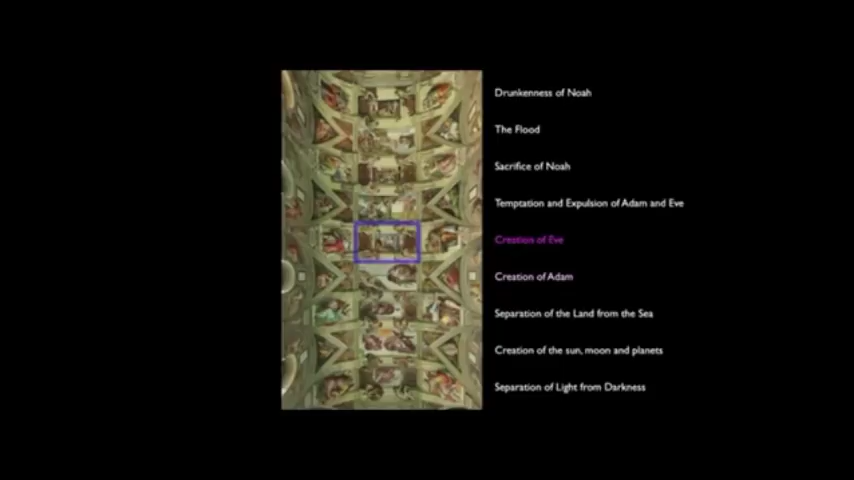 Drunkenness of Noah
The Flood
Sacrifice of Noah
Temptation and Expulsion of Adam and Eve
Creation of Eve
Creation of Adam
Separation of the Land from the Sea
Creation of the sun, moon and planets
Separation of Light from Darkness